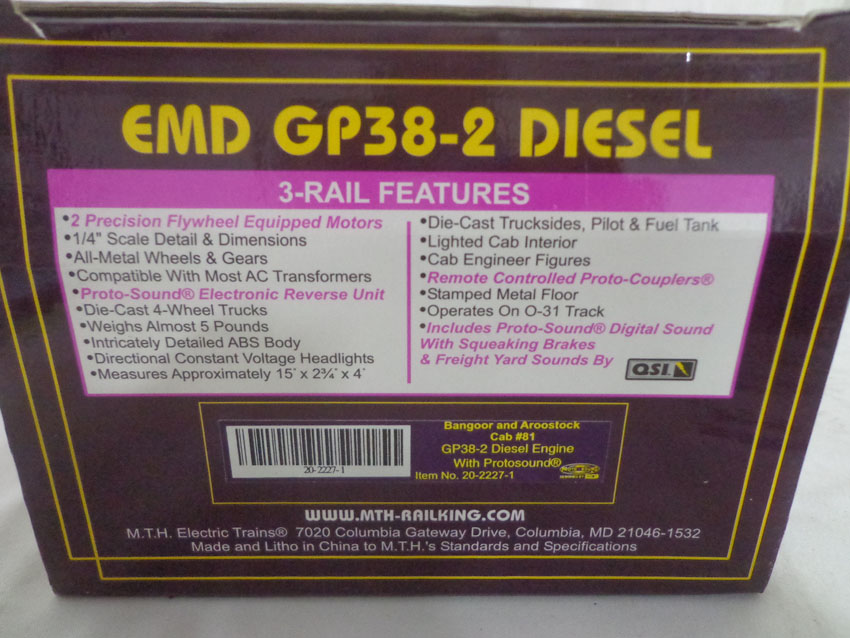 EMD GP38-2 DIESEL
3-RAIL FEATURES
•2 Precision Flywheel Equipped Motors
•1/4" Scale Detail & Dimensions
•All-Metal Wheels & Gears
•Compatible With Most AC Transformers
•Proto-Sound® Electronic Reverse Unit
•Die-Cast 4-Wheel Trucks
•Weighs Almost 5 Pounds
•Intricately Detailed ABS Body
•Directional Constant Voltage Headlights
•Measures Approximately 15" x 2¾" x 4"
•Die-Cast Trucksides, Pilot & Fuel Tank
•Lighted Cab Interior
•Cab Engineer Figures
•Remote Controlled Proto-Couplers®
•Stamped Metal Floor
•Operates On O-31 Track
•Includes Proto-Sound® Digital Sound
With Squeaking Brakes
& Freight Yard Sounds By
QSI
20-2227-1
Bangoor and Aroostock
Cab #81
GP38-2 Diesel Engine
With Protosound®
Item No. 20-2227-1
WWW.MTH-RAILKING.COM
M.T.H. Electric Trains® 7020 Columbia Gateway Drive, Columbia, MD 21046-1532
Made and Litho in China to M.T.H.'s Standards and Specifications